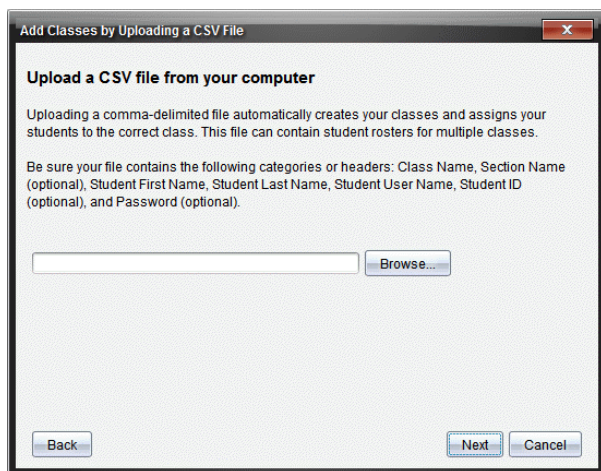 Add Classes by Uploading a CSV File
Upload a CSV file from your computer
Uploading a comma-delimited file automatically creates your classes and assigns your
students to the correct class. This file can contain student rosters for multiple classes.
Be sure your file contains the following categories or headers: Class Name, Section Name
(optional), Student First Name, Student Last Name, Student User Name, Student ID
(optional), and Password (optional).
Browse...
Back
Next
Cancel